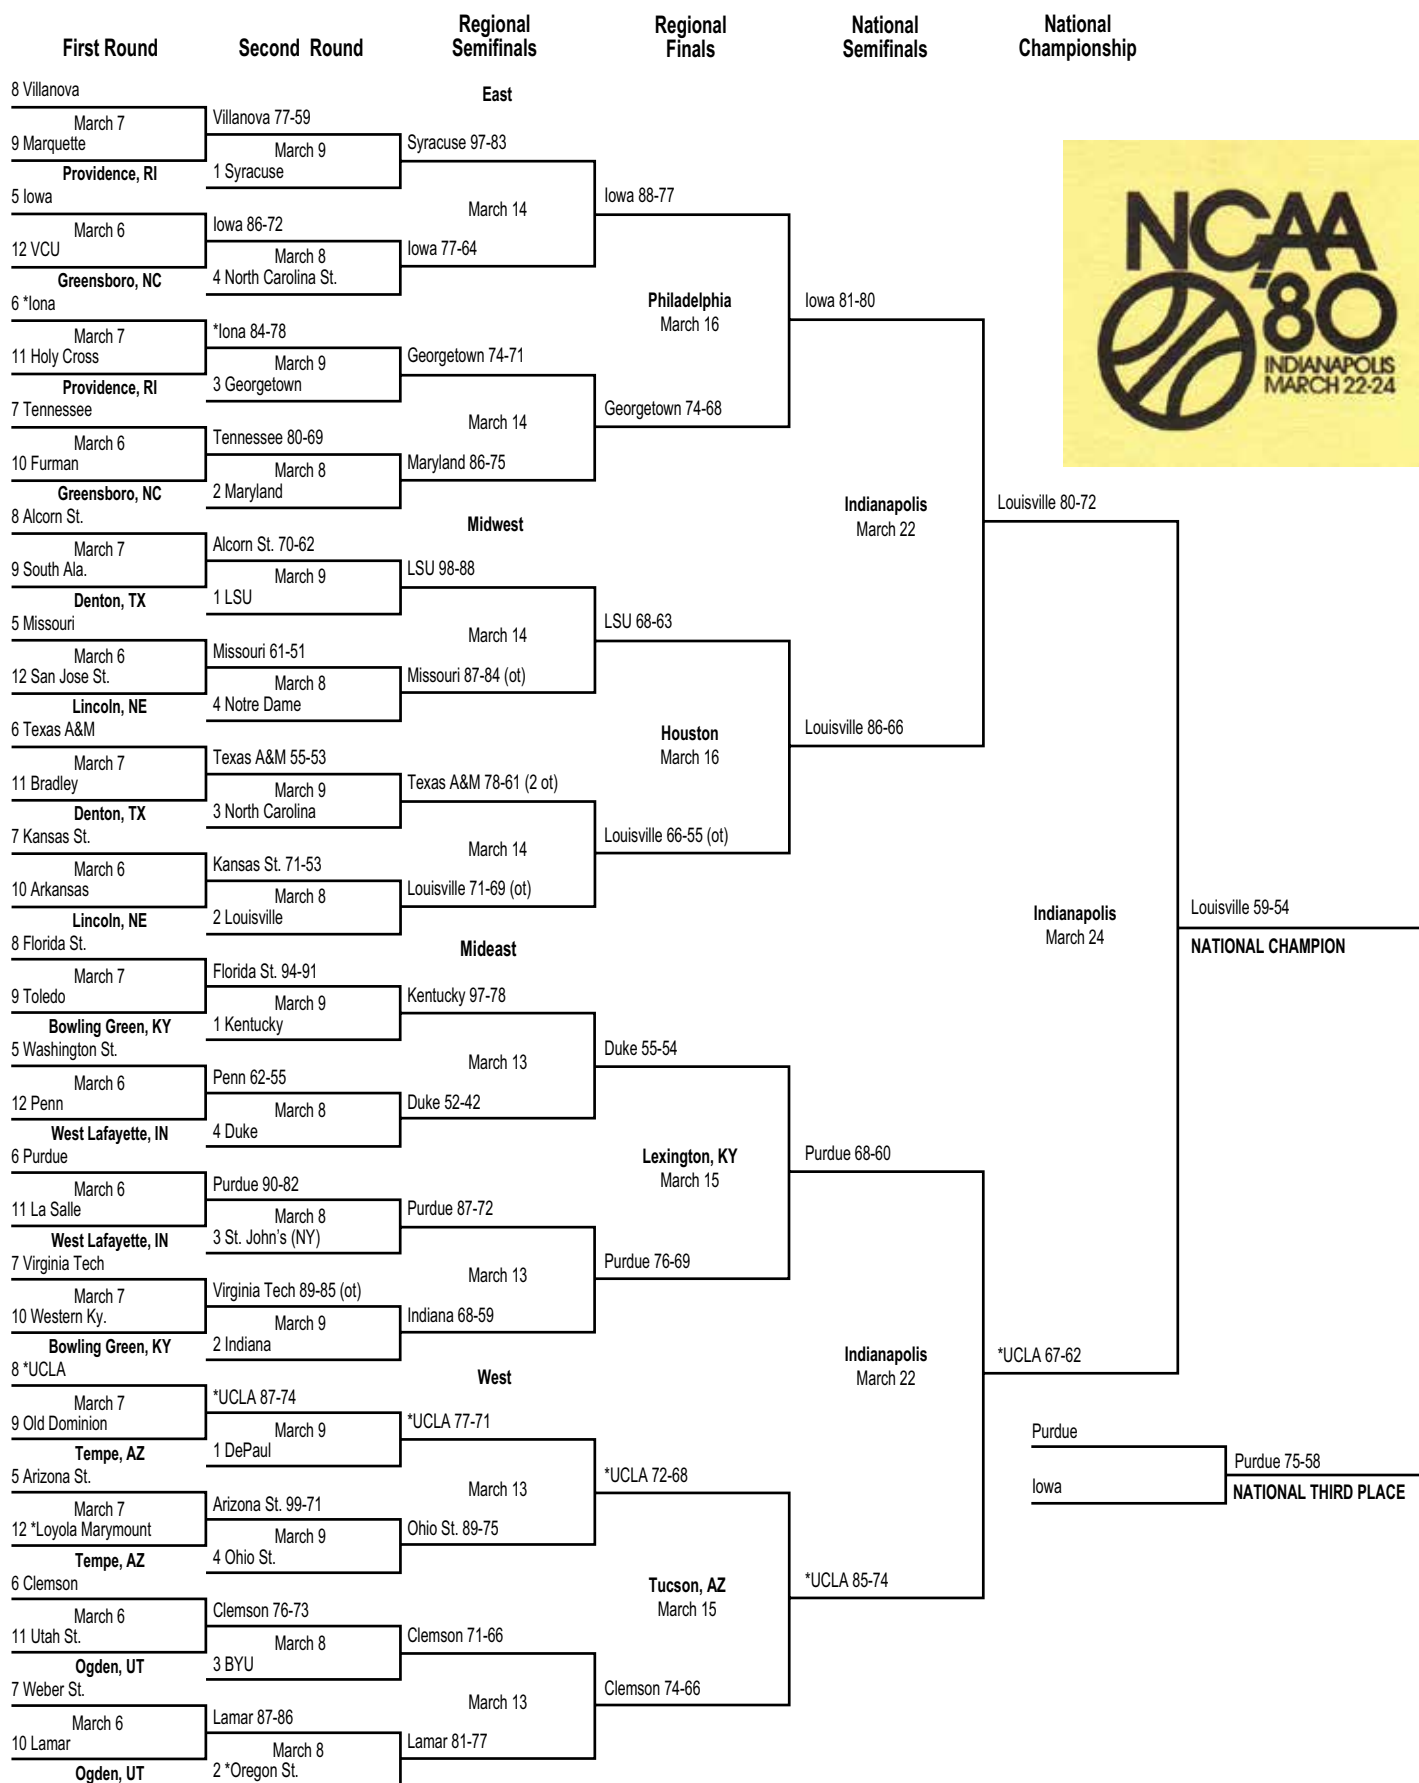 First Round
Second Round
Regional
Semifinals
Regional
Finals
National
Semifinals
National
Championship
East
8 Villanova
March 7
9 Marquette
Providence, RI
5 Iowa
March 6
12 VCU
Greensboro, NC
6 *Iona
March 7
11 Holy Cross
Providence, RI
7 Tennessee
March 6
10 Furman
Greensboro, NC
Villanova 77-59
March 9
1 Syracuse
Iowa 86-72
March 8
4 North Carolina St.
*Iona 84-78
March 9
3 Georgetown
Tennessee 80-69
March 8
2 Maryland
Syracuse 97-83
March 14
Iowa 77-64
Georgetown 74-71
March 14
Maryland 86-75
Iowa 88-77
Philadelphia
March 16
Georgetown 74-68
Iowa 81-80
Midwest
8 Alcorn St.
March 7
9 South Ala.
Denton, TX
5 Missouri
March 6
12 San Jose St.
Lincoln, NE
6 Texas A&M
March 7
11 Bradley
Denton, TX
7 Kansas St.
March 6
10 Arkansas
Lincoln, NE
Alcorn St. 70-62
March 9
1 LSU
Missouri 61-51
March 8
4 Notre Dame
Texas A&M 55-53
March 9
3 North Carolina
Kansas St. 71-53
March 8
2 Louisville
LSU 98-88
March 14
Missouri 87-84 (ot)
Texas A&M 78-61 (2 ot)
March 14
Louisville 71-69 (ot)
LSU 68-63
Houston
March 16
Louisville 66-55 (ot)
Louisville 86-66
Indianapolis
March 22
Louisville 80-72
Mideast
8 Florida St.
March 7
9 Toledo
Bowling Green, KY
5 Washington St.
March 6
12 Penn
West Lafayette, IN
6 Purdue
March 6
11 La Salle
West Lafayette, IN
7 Virginia Tech
March 7
10 Western Ky.
Bowling Green, KY
Florida St. 94-91
March 9
1 Kentucky
Penn 62-55
March 8
4 Duke
Purdue 90-82
March 8
3 St. John's (NY)
Virginia Tech 89-85 (ot)
March 9
2 Indiana
Kentucky 97-78
March 13
Duke 52-42
Purdue 87-72
March 13
Indiana 68-59
Duke 55-54
Lexington, KY
March 15
Purdue 76-69
Purdue 68-60
West
8 *UCLA
March 7
9 Old Dominion
Tempe, AZ
5 Arizona St.
March 7
12 *Loyola Marymount
Tempe, AZ
6 Clemson
March 6
11 Utah St.
Ogden, UT
7 Weber St.
March 6
10 Lamar
Ogden, UT
*UCLA 87-74
March 9
1 DePaul
Arizona St. 99-71
March 9
4 Ohio St.
Clemson 76-73
March 8
3 BYU
Lamar 87-86
March 8
2 *Oregon St.
*UCLA 77-71
March 13
Ohio St. 89-75
Clemson 71-66
March 13
Lamar 81-77
*UCLA 72-68
Tucson, AZ
March 15
Clemson 74-66
*UCLA 85-74
Indianapolis
March 22
*UCLA 67-62
Indianapolis
March 24
Louisville 59-54
NATIONAL CHAMPION
Purdue
Iowa
Purdue 75-58
NATIONAL THIRD PLACE
NCAA
'80
INDIANAPOLIS
MARCH 22-24